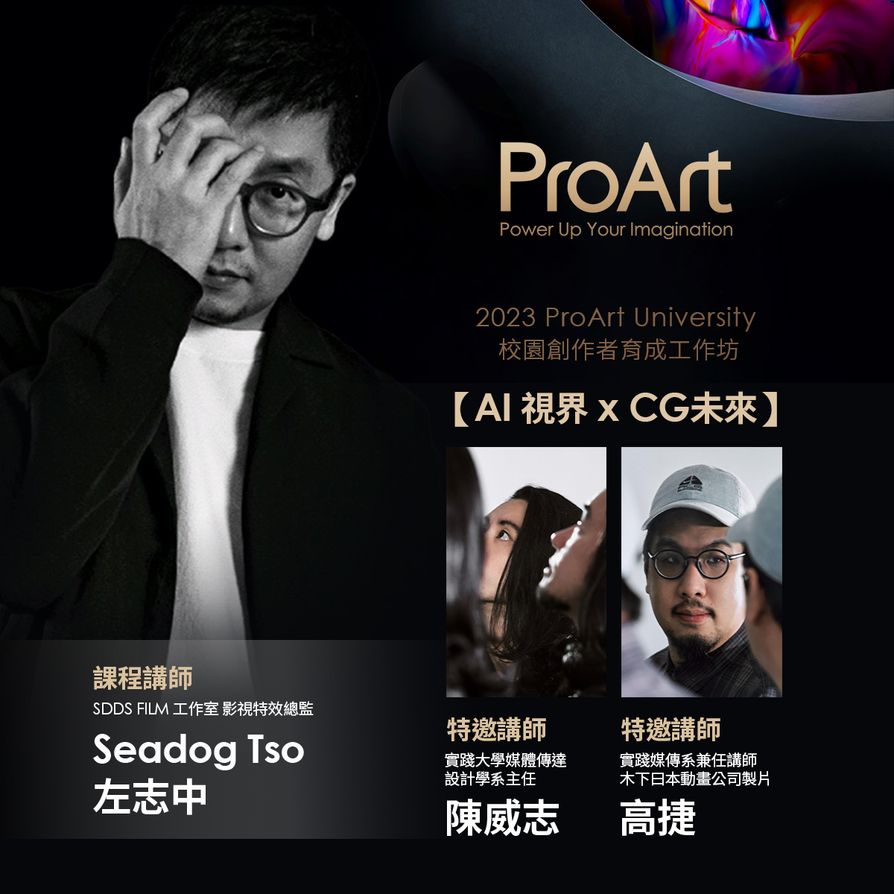 ProArt
Power Up Your Imagination
2023 ProArt University
校園創作者育成工作坊
【AI 視界 x CG未來】
課程講師
SDDS FILM 工作室 影視特效總監
Seadog Tso
左志中
特邀講師
實踐大學媒體傳達
設計學系主任
陳威志
特邀講師
實踐媒傳系兼任講師
木下日本動畫公司製片
高捷